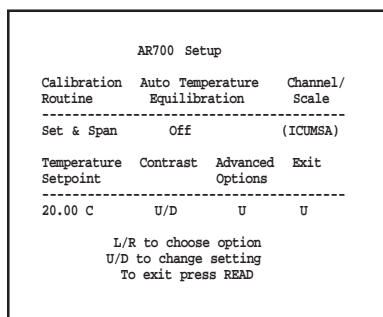 AR700 Setup
Calibration Auto Temperature Channel/
Routine Equilibration Scale
----------------------------------------
Set & Span Off (ICUMSA)
Temperature Contrast Advanced Exit
Setpoint Options
----------------------------------------
20.00 C U/D U U
L/R to choose option
U/D to change setting
To exit press READ